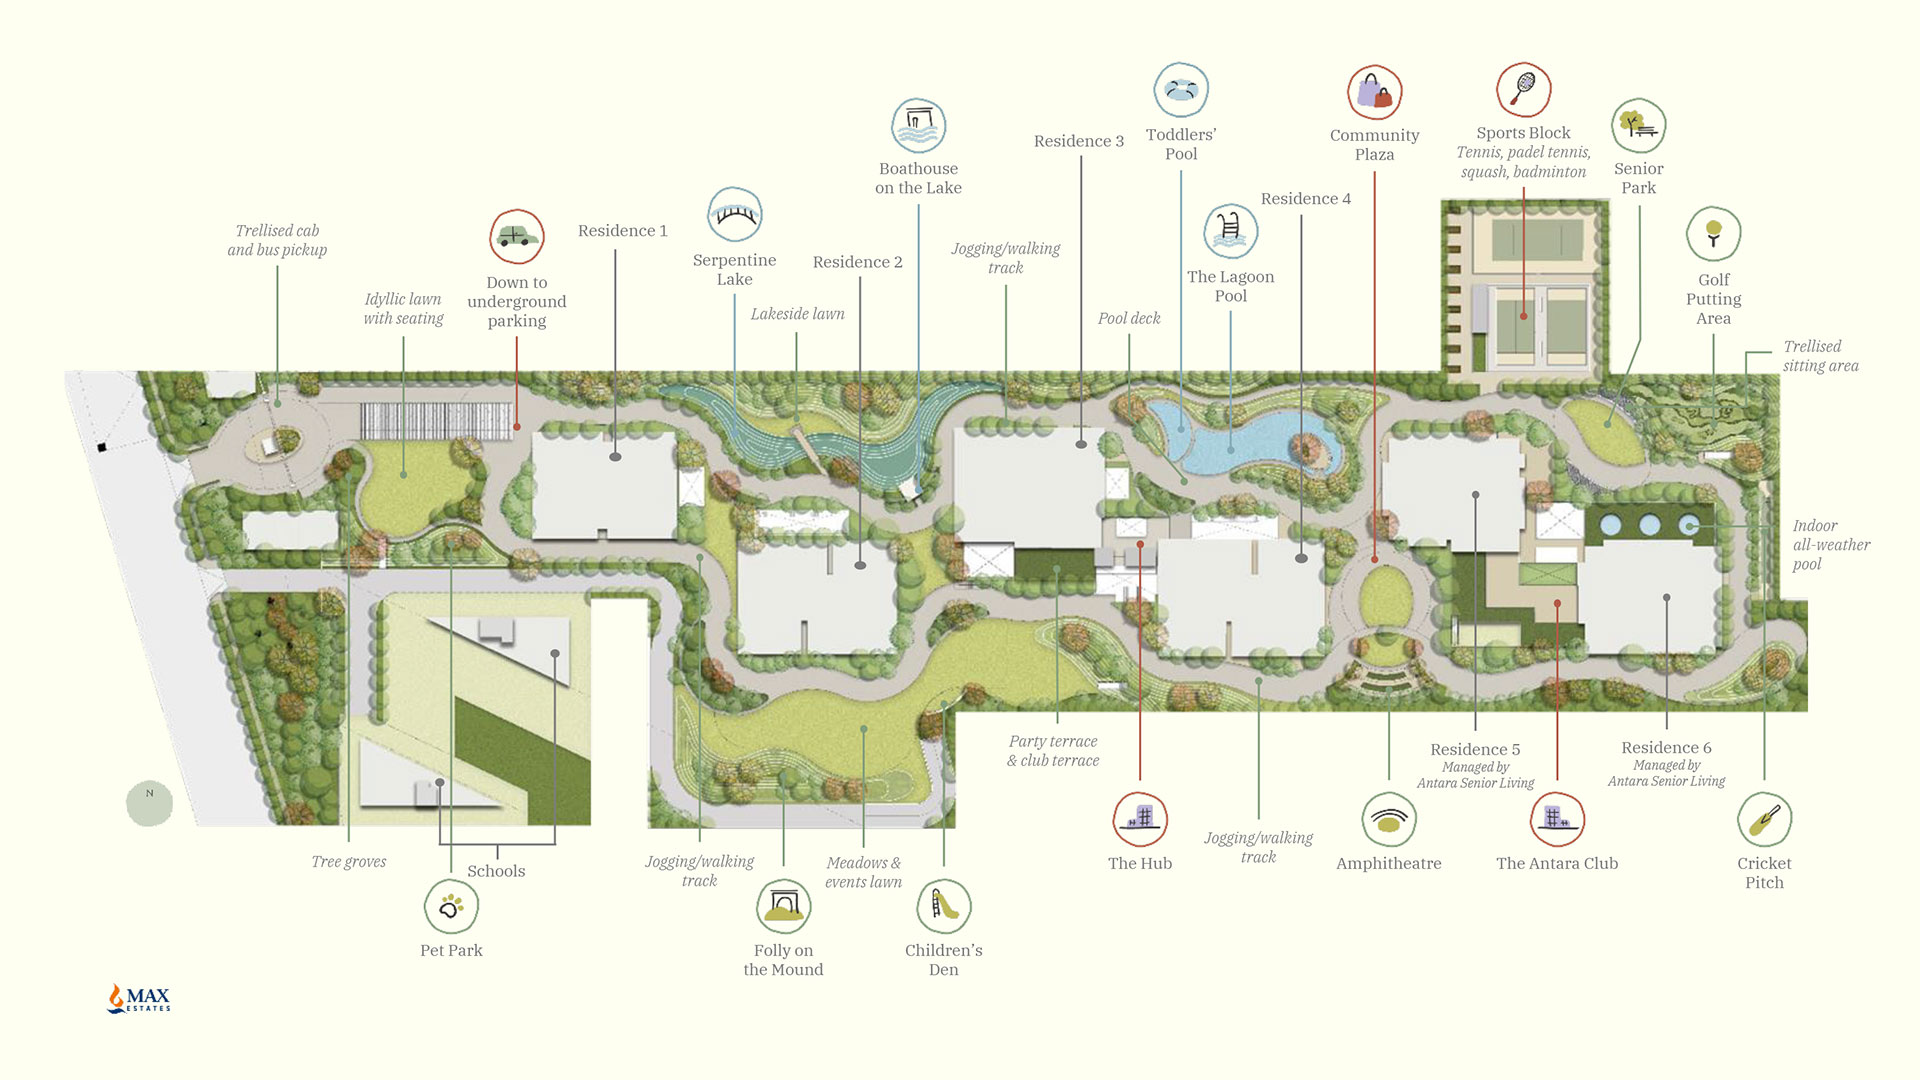 Boathouse
on the Lake
Residence 3
Toddlers'
Pool
Community
Plaza
Sports Block
Tennis, padel tennis,
squash, badminton
Senior
Park
Trellised cab
and bus pickup
Down to
underground
parking
Residence 1
Serpentine
Lake
Residence 2
Jogging/walking
track
The Lagoon
Pool
Residence 4
Golf
Putting
Area
Idyllic lawn
with seating
Lakeside lawn
Pool deck
Trellised
sitting area
Indoor
all-weather
pool
N
Tree groves
Schools
Pet Park
Jogging/walking
track
Folly on
the Mound
Meadows &
events lawn
Children's
Den
Party terrace
& club terrace
The Hub
Jogging/walking
track
Amphitheatre
Residence 5
Managed by
Antara Senior Living
The Antara Club
Residence 6
Managed by
Antara Senior Living
Cricket
Pitch
MAX
ESTATES